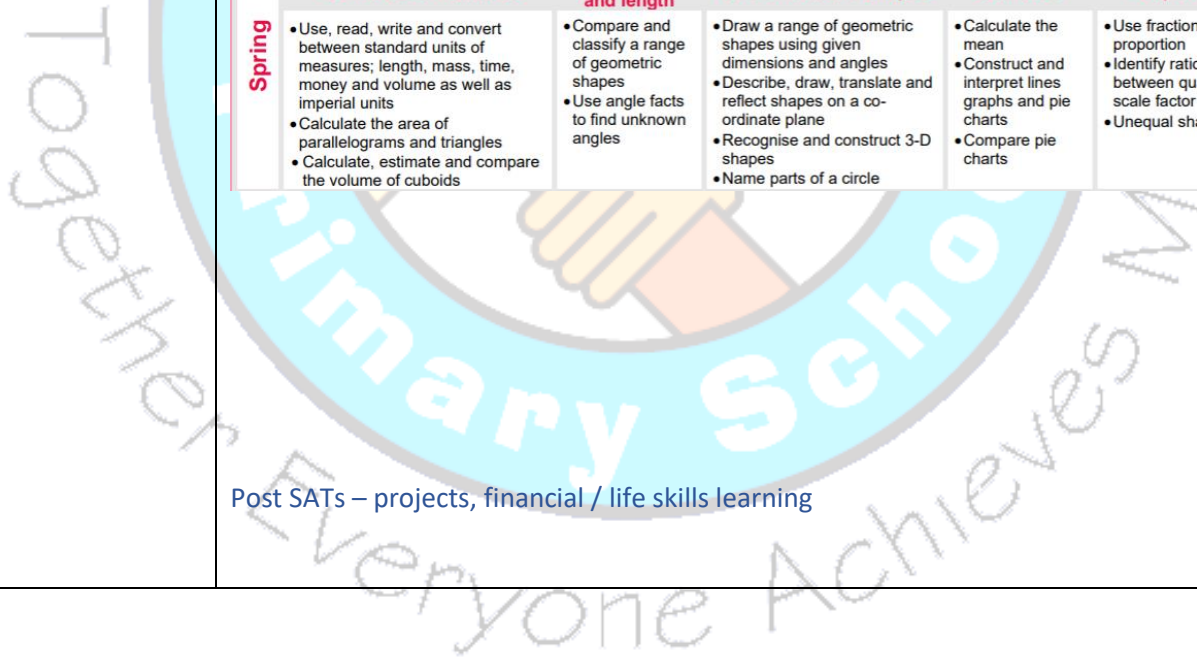 and length
Spring
• Use, read, write and convert
between standard units of
measures; length, mass, time,
money and volume as well as
imperial units
• Calculate the area of
parallelograms and triangles
• Calculate, estimate and compare
the volume of cuboids
• Compare and
classify a range
of geometric
shapes
• Use angle facts
to find unknown
angles
• Draw a range of geometric
shapes using given
dimensions and angles
• Describe, draw, translate and
reflect shapes on a co-
ordinate plane
• Recognise and construct 3-D
shapes
• Name parts of a circle
• Calculate the
mean
• Construct and
interpret lines
graphs and pie
charts
• Compare pie
charts
• Use fraction
proportion
• Identify ratio
between qu
scale factor
• Unequal sha
Post SATs – projects, financial / life skills learning
Primary School
Together Everyone Achieves M